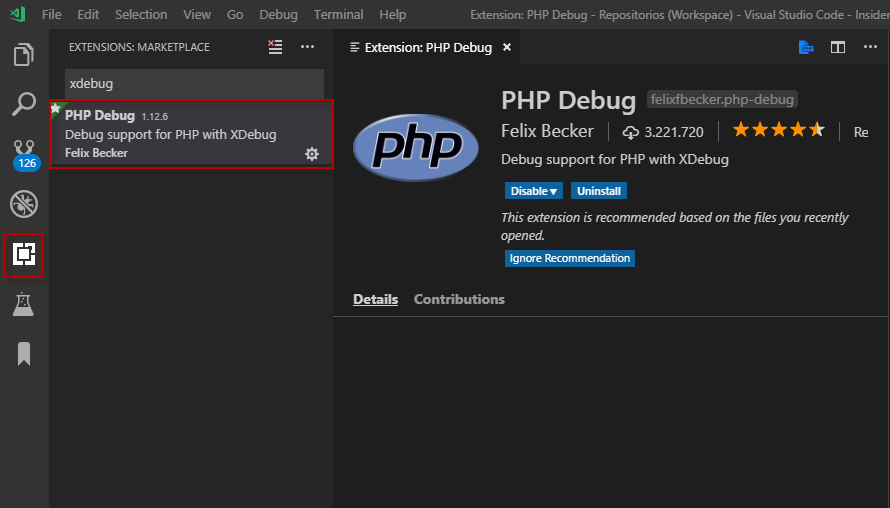 File Edit Selection View Go Debug Terminal Help Extension: PHP Debug - Repositorios (Workspace) - Visual Studio Code - Insider
EXTENSIONS: MARKETPLACE
Extension: PHP Debug
xdebug
PHP Debug 1.12.6
Debug support for PHP with XDebug
Felix Becker
126
php
PHP Debug felixfbecker.php-debug
Felix Becker 3.221.720 Re
Debug support for PHP with XDebug
Disable Uninstall
This extension is recommended based on the files you recently
opened.
Ignore Recommendation
Details Contributions